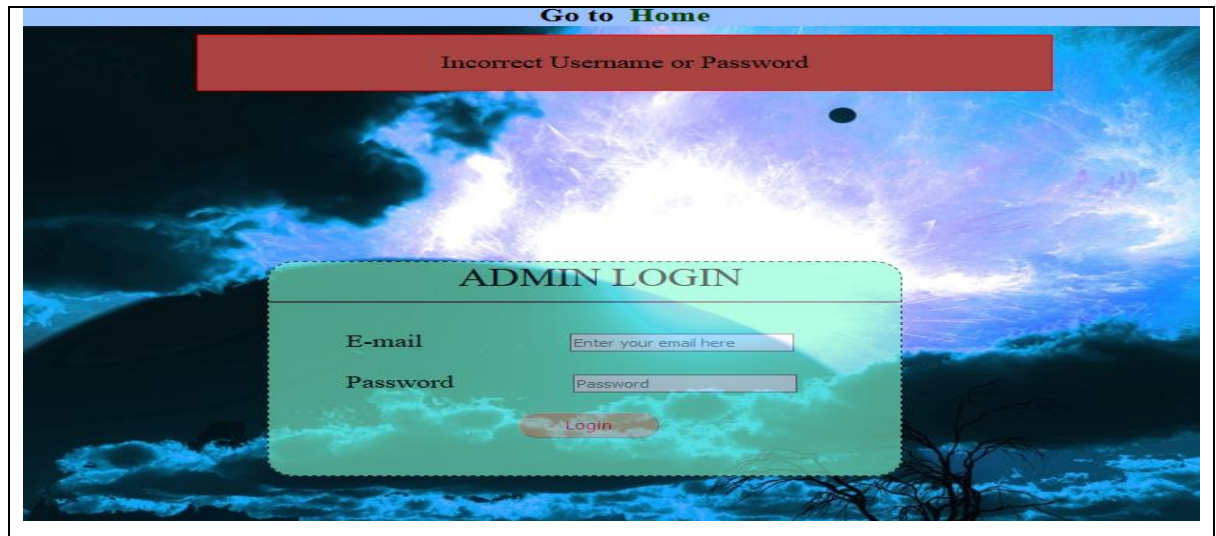 Go to Home
Incorrect Username or Password
ADMIN LOGIN
E-mail Enter your email here
Password Password
Login